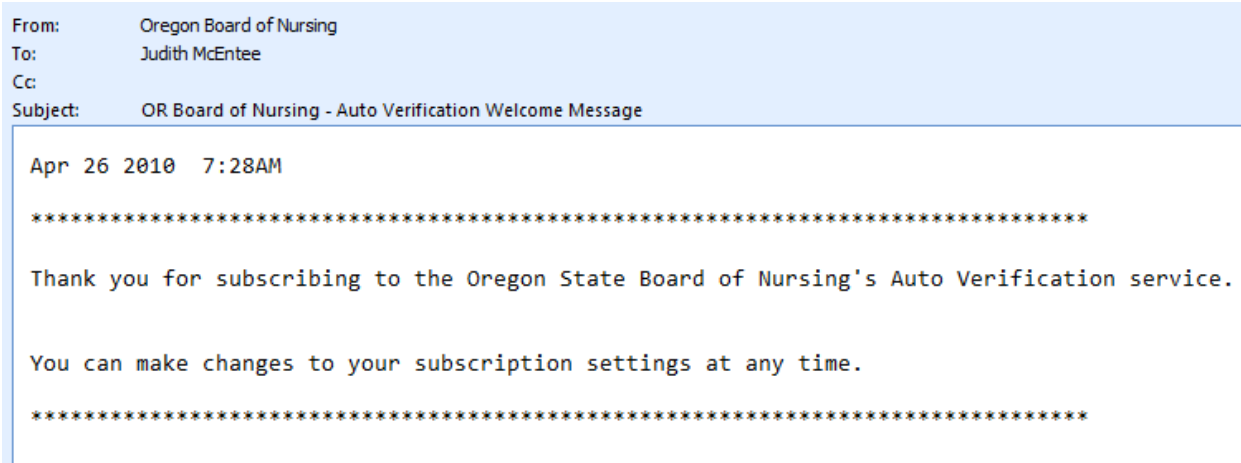 From: Oregon Board of Nursing
To: Judith McEntee
Cc:
Subject: OR Board of Nursing - Auto Verification Welcome Message
Apr 26 2010  7:28AM
********************************************************************************
Thank you for subscribing to the Oregon State Board of Nursing's Auto Verification service.
You can make changes to your subscription settings at any time.
********************************************************************************